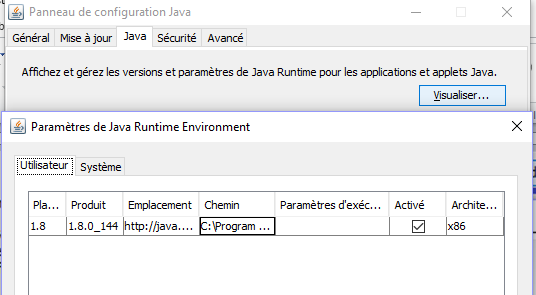 Panneau de configuration Java
Général Mise à jour Java Sécurité Avancé
Affichez et gérez les versions et paramètres de Java Runtime pour les applications et applets Java.
Visualiser...
Paramètres de Java Runtime Environment
Utilisateur Système
Pla... Produit Emplacement Chemin Paramètres d'exéc... Activé Archite...
1.8 1.8.0_144 http://java.... C:\Program ... x86